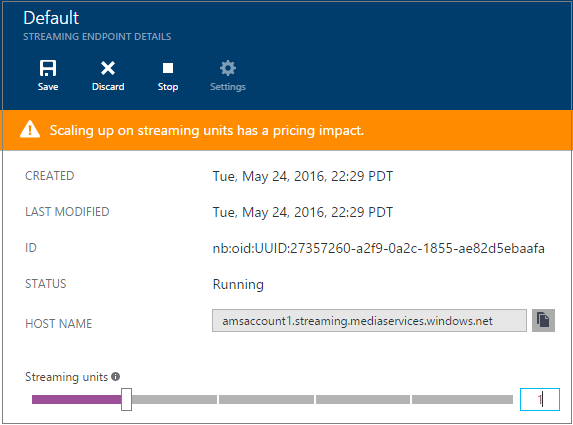 Default
STREAMING ENDPOINT DETAILS
Save Discard Stop Settings
Scaling up on streaming units has a pricing impact.
CREATED Tue, May 24, 2016, 22:29 PDT
LAST MODIFIED Tue, May 24, 2016, 22:29 PDT
ID nb:oid:UUID:27357260-a2f9-0a2c-1855-ae82d5ebaafa
STATUS Running
HOST NAME amsaccount1.streaming.mediaservices.windows.net
Streaming units
1